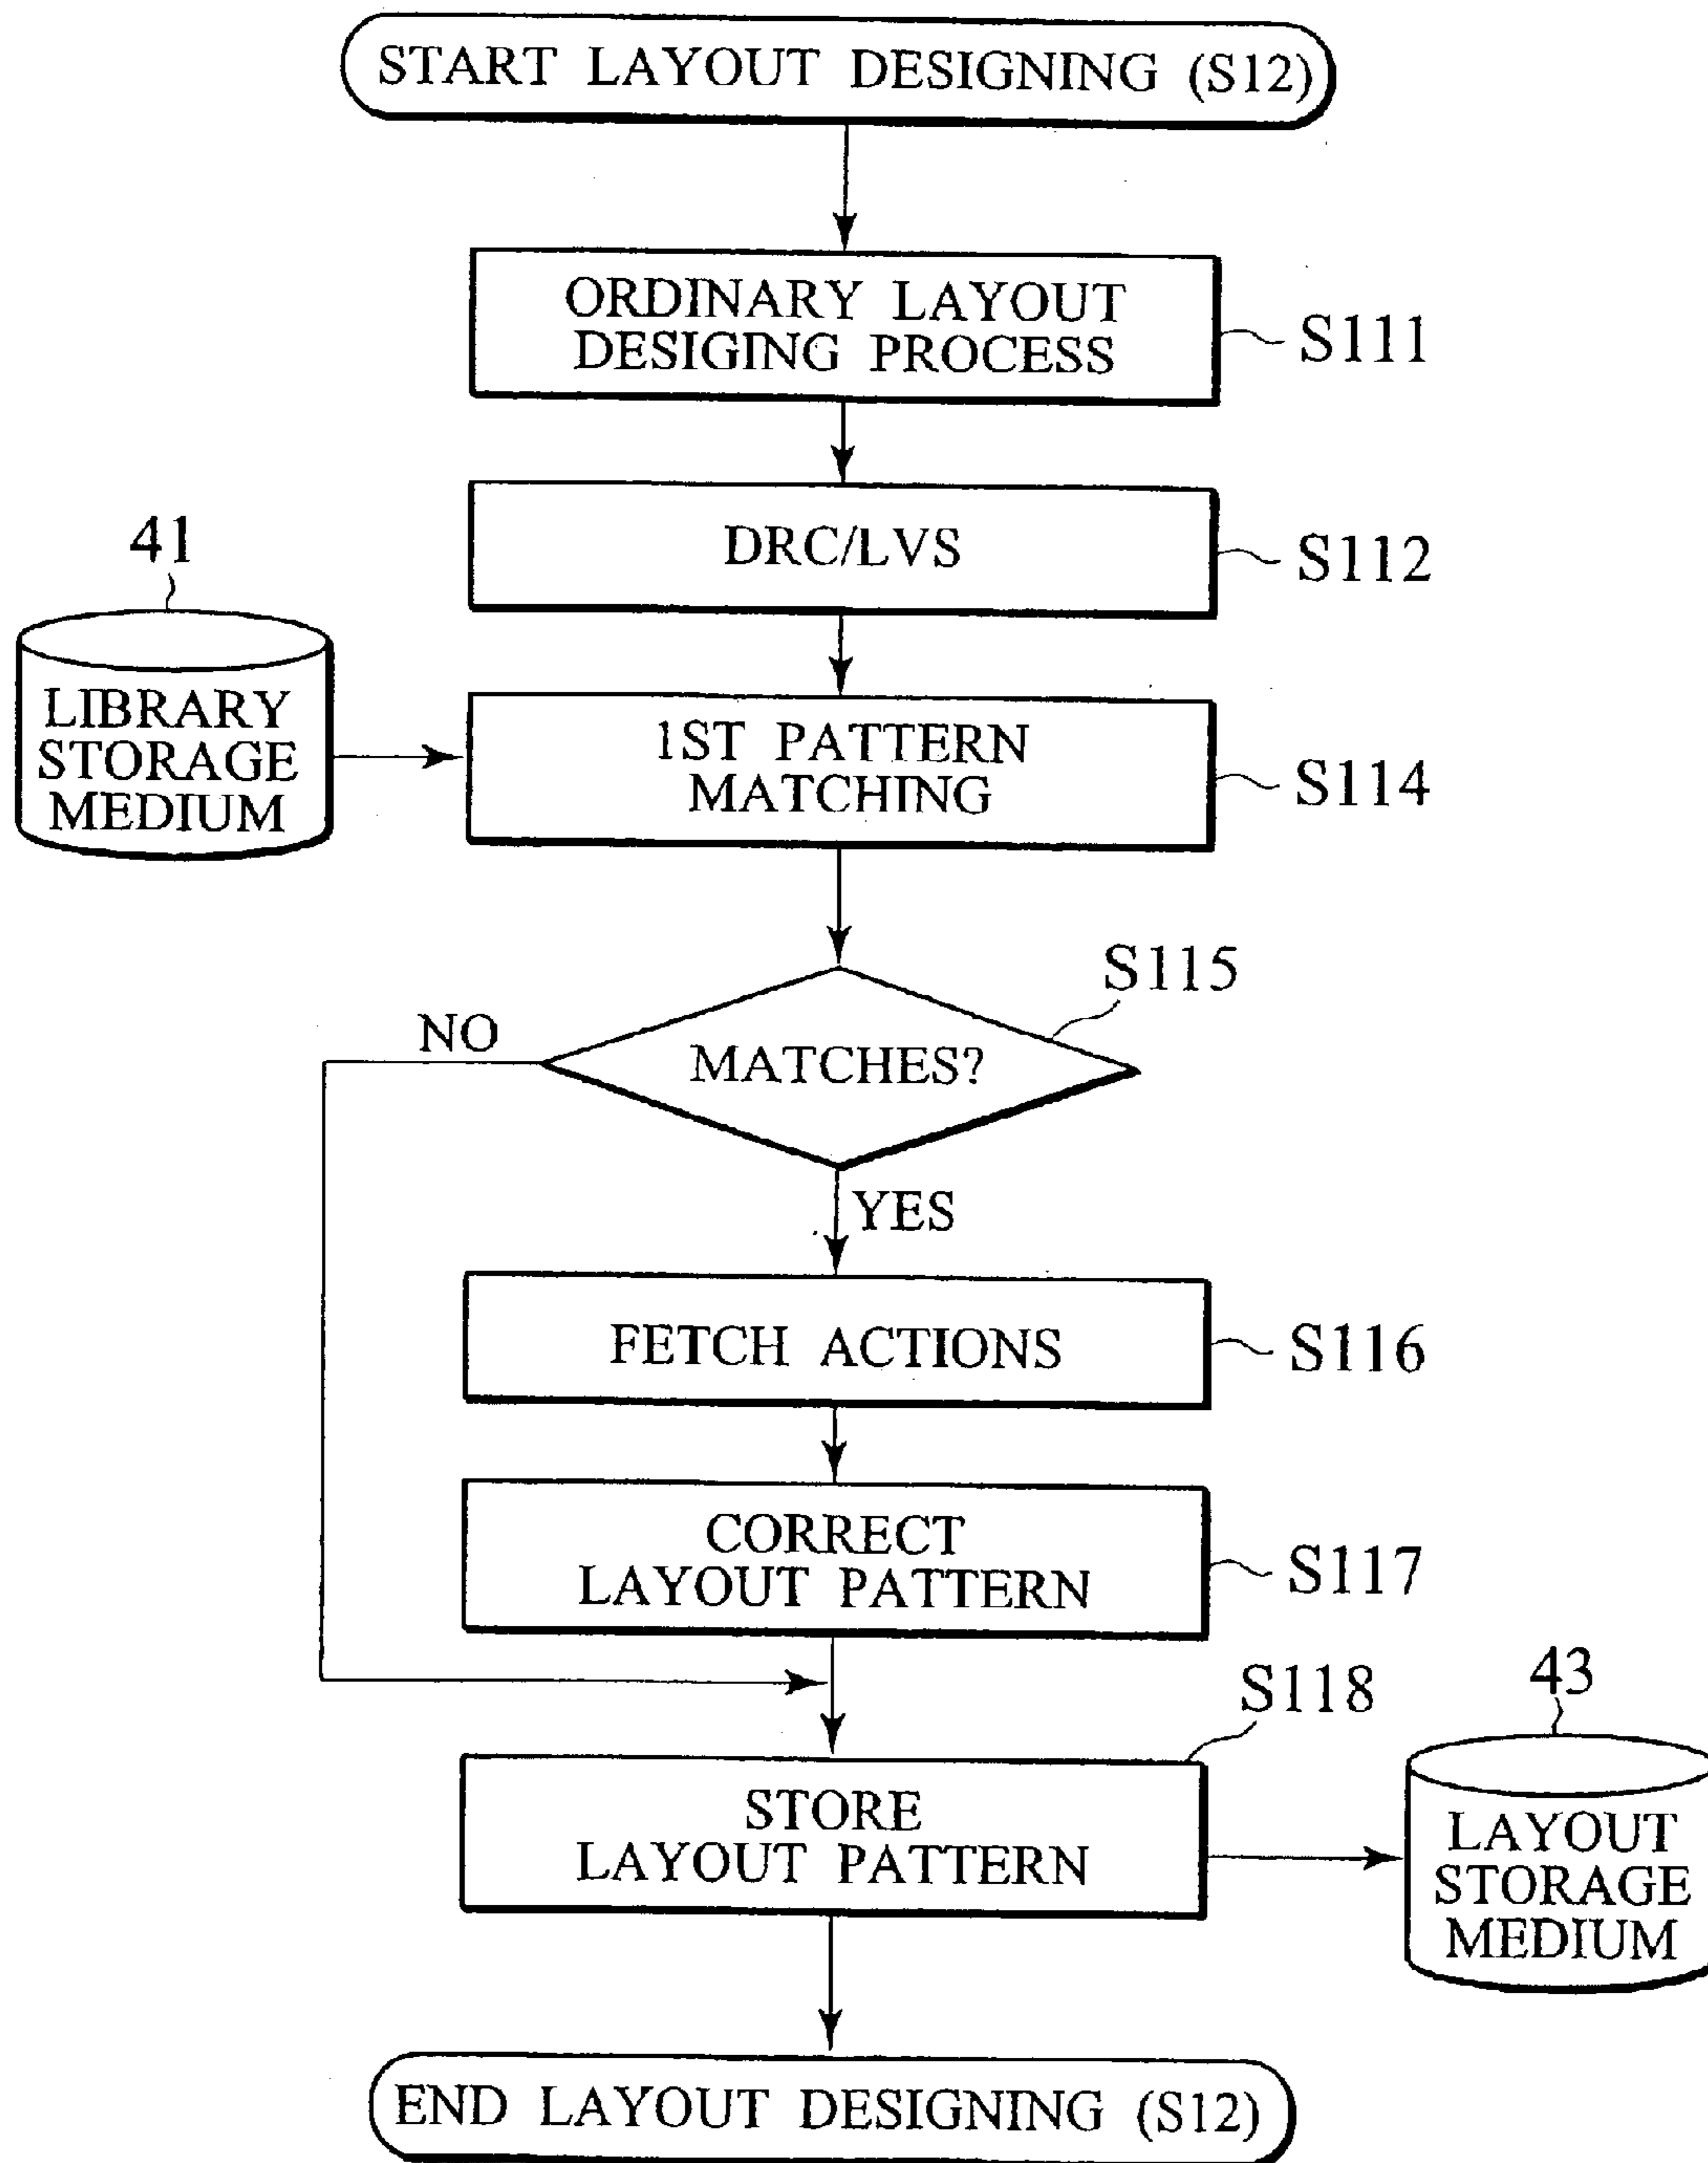 START LAYOUT DESIGNING (S12)
ORDINARY LAYOUT
DESIGING PROCESS
S111
DRC/LVS
S112
41
LIBRARY
STORAGE
MEDIUM
1ST PATTERN
MATCHING
S114
S115
NO
MATCHES?
YES
FETCH ACTIONS
S116
CORRECT
LAYOUT PATTERN
S117
S118
43
STORE
LAYOUT PATTERN
LAYOUT
STORAGE
MEDIUM
END LAYOUT DESIGNING (S12)